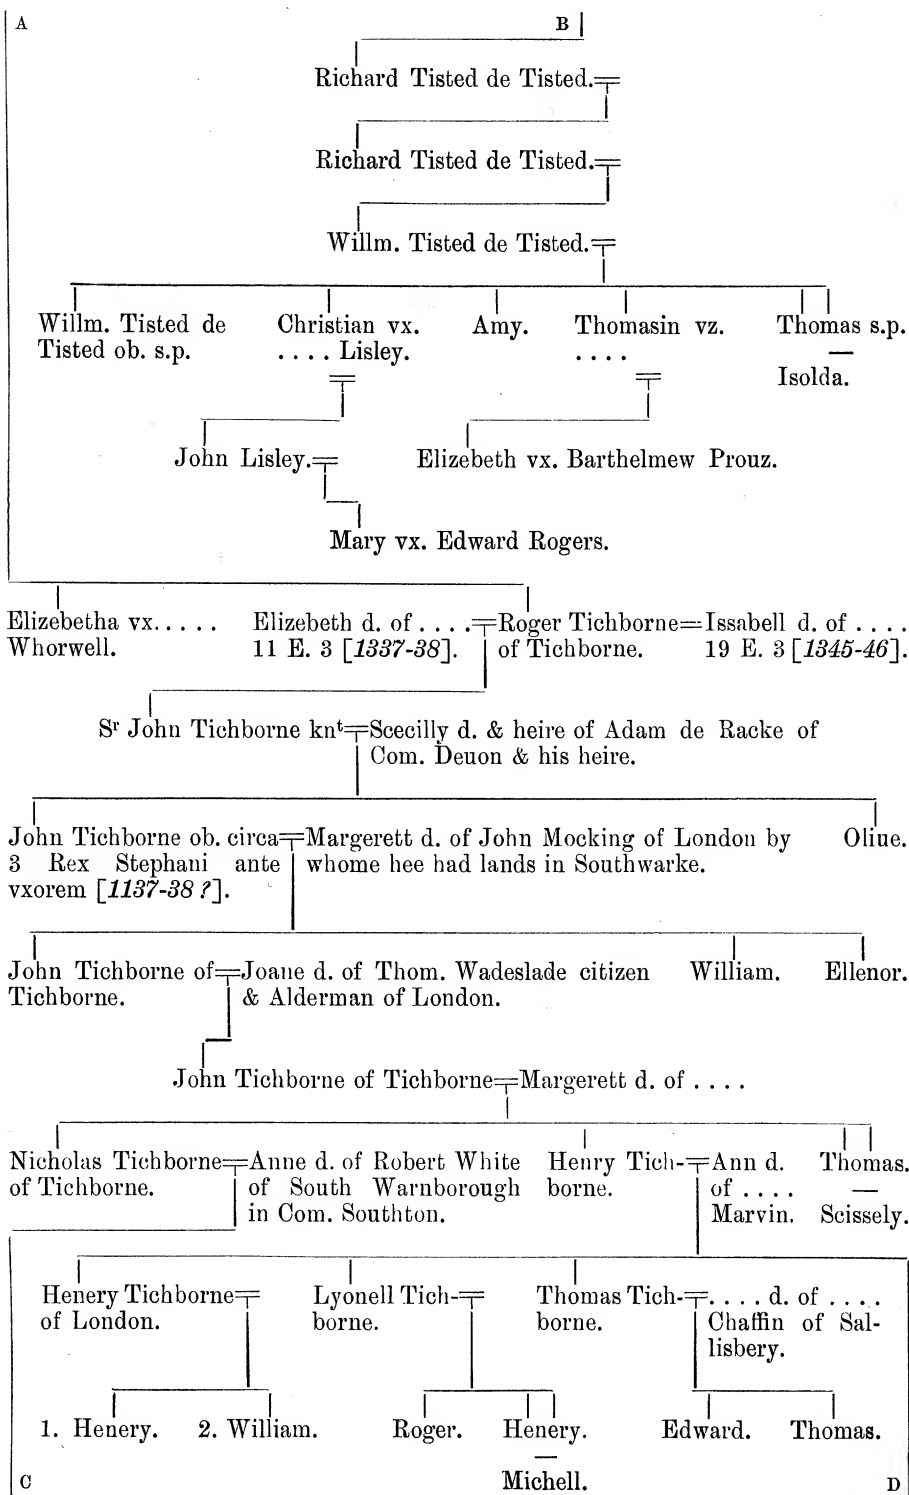 A B
Richard Tisted de Tisted.
Richard Tisted de Tisted.
Willm. Tisted de Tisted.
Willm. Tisted de Tisted ob. s.p.
Christian vx. .... Lisley.
Amy.
Thomasin vz. ....
Thomas s.p.
—
Isolda.
John Lisley.
Elizebeth vx. Barthelmew Prouz.
Mary vx. Edward Rogers.
Elizebetha vx.....
Whorwell.
Elizebeth d. of ....
11 E. 3 [1337-38].
Roger Tichborne
of Tichborne.
Issabell d. of ....
19 E. 3 [1345-46].
Sr John Tichborne knt
Scecilly d. & heire of Adam de Racke of
Com. Deuon & his heire.
John Tichborne ob. circa
3 Rex Stephani ante
vxorem [1137-38 ?].
Margerett d. of John Mocking of London by
whome hee had lands in Southwarke.
Oliue.
John Tichborne of
Tichborne.
Joane d. of Thom. Wadeslade citizen
& Alderman of London.
William.
Ellenor.
John Tichborne of Tichborne
Margerett d. of ....
Nicholas Tichborne
of Tichborne.
Anne d. of Robert White
of South Warnborough
in Com. Southton.
Henry Tich-
borne.
Ann d.
of ....
Marvin.
Thomas.
—
Scissely.
Henery Tichborne
of London.
Lyonell Tich-
borne.
Thomas Tich-
borne.
.... d. of ....
Chaffin of Sal-
lisbery.
1. Henery.
2. William.
Roger.
Henery.
—
Michell.
Edward.
Thomas.
C D